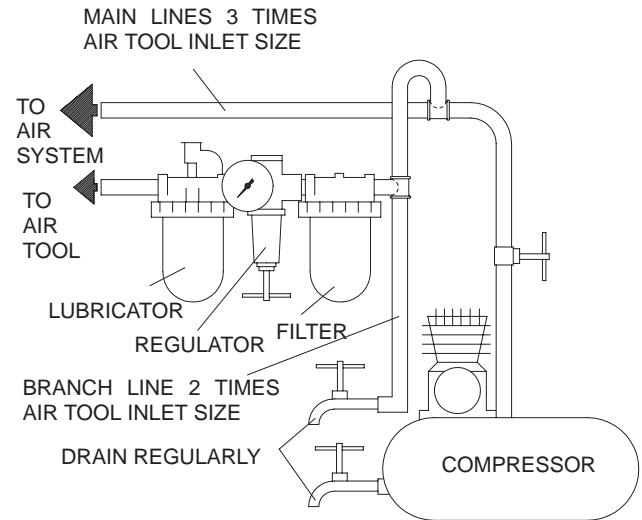 MAIN LINES 3 TIMES
AIR TOOL INLET SIZE
TO
AIR
SYSTEM
TO
AIR
TOOL
LUBRICATOR
REGULATOR
FILTER
BRANCH LINE 2 TIMES
AIR TOOL INLET SIZE
DRAIN REGULARLY
COMPRESSOR